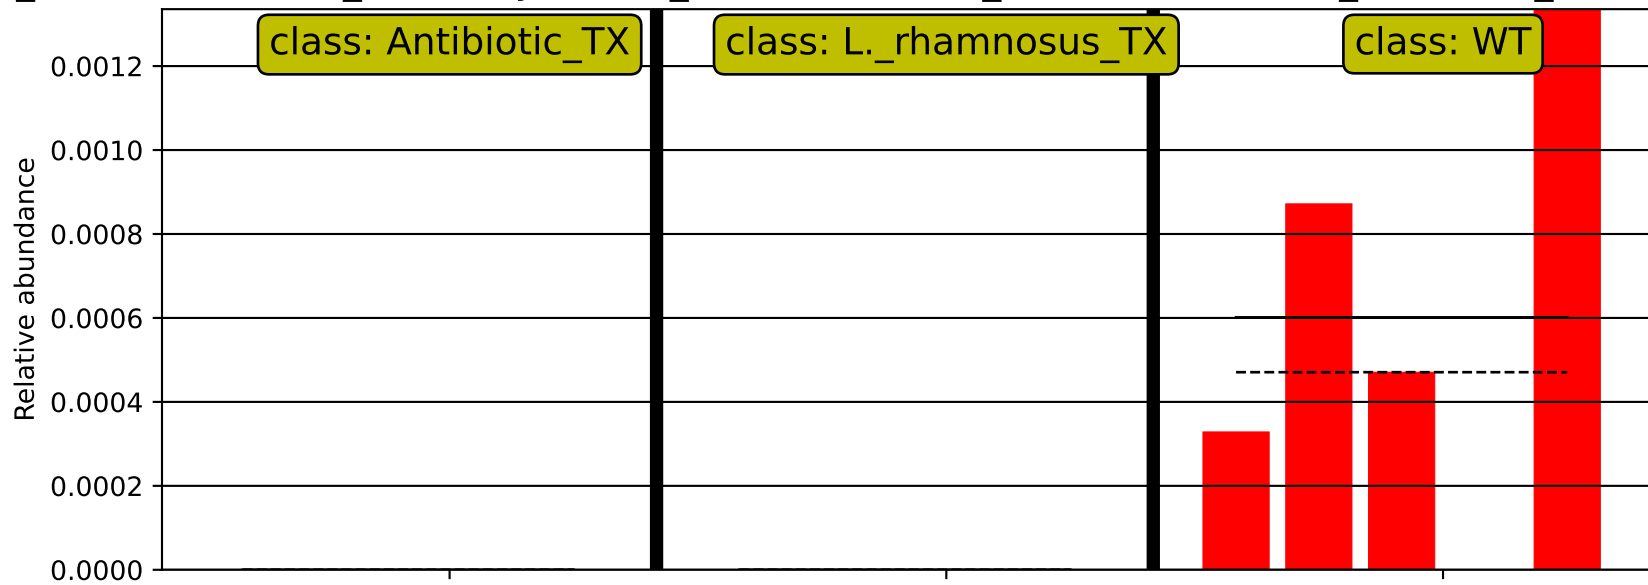 class: Antibiotic_TX
class: L._rhamnosus_TX
class: WT
0.0012
0.0010
0.0008
0.0006
0.0004
0.0002
0.0000
Relative abundance